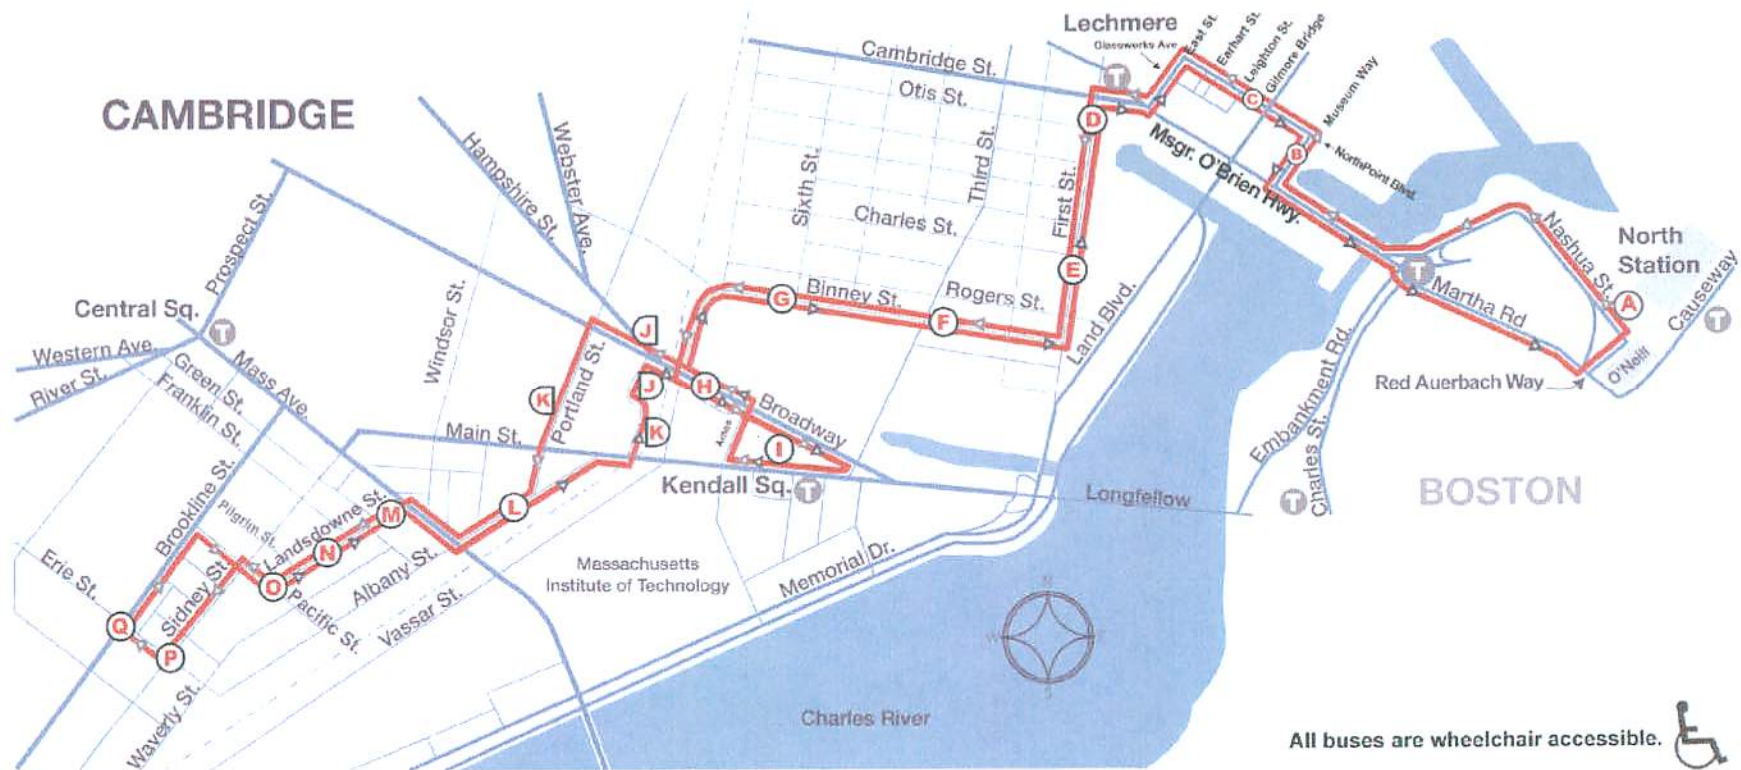 Lechmere
Glassworks Ave
East St.
Earhart St.
Leighton St.
Gilmore Bridge
Museum Way
Cambridge St.
T
Otis St.
C
CAMBRIDGE
D
Msgr. O'Brien Hwy.
B
NorthPoint Blvd.
Webster Ave.
Hampshire St.
Sixth St.
Third St.
First St.
Charles St.
Prospect St.
Nashua St.
North
Station
Causeway
T
E
T
Martha Rd
A
Windsor St.
G
Binney St.
Rogers St.
F
Land Blvd.
Central Sq.
T
Western Ave.
River St.
Green St.
Franklin St.
Mass Ave.
J
J
H
Portland St.
K
K
Broadway
Ames
I
Main St.
Kendall Sq.
T
Red Auerbach Way
O'Neill
Embankment Rd.
Charles St.
T
Longfellow
BOSTON
Brookline St.
Pilgrim St.
Landsdowne St.
L
M
N
O
Erie St.
Sidney St.
Pacific St.
Albany St.
Vassar St.
Massachusetts
Institute of Technology
Memorial Dr.
Q
P
Waverly St.
N
W
E
S
Charles River
All buses are wheelchair accessible.